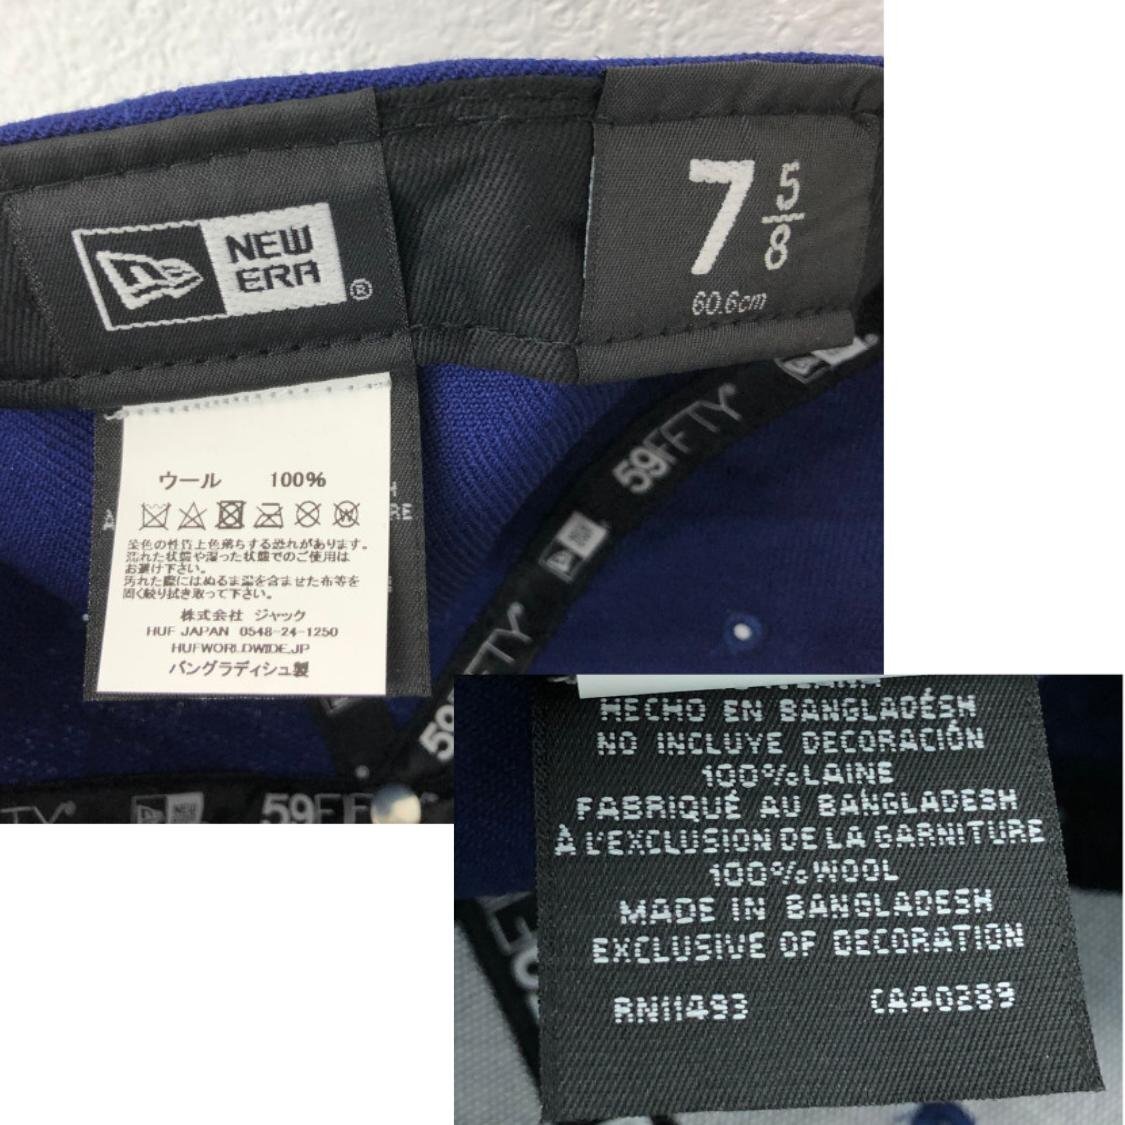 NEW
ERA
®
7 5/8
60.6cm
ウール 100%
染色の性質上色落ちする恐れがあります。
濡れた状態や湿った状態でのご使用は
お避け下さい。
汚れた際にはぬるま湯を含ませた布等を
固く絞り拭き取って下さい。
株式会社 ジャック
HUF JAPAN 0548-24-1250
HUFWORLDWIDE.JP
バングラディシュ製
RE
59FIFTY
59FIFTY
HECHO EN BANGLADÉSH
NO INCLUYE DECORACIÓN
100% LAINE
FABRIQUÉ AU BANGLADESH
À L'EXCLUSION DE LA GARNITURE
100% WOOL
MADE IN BANGLADESH
EXCLUSIVE OF DECORATION
RN11493 CA40289